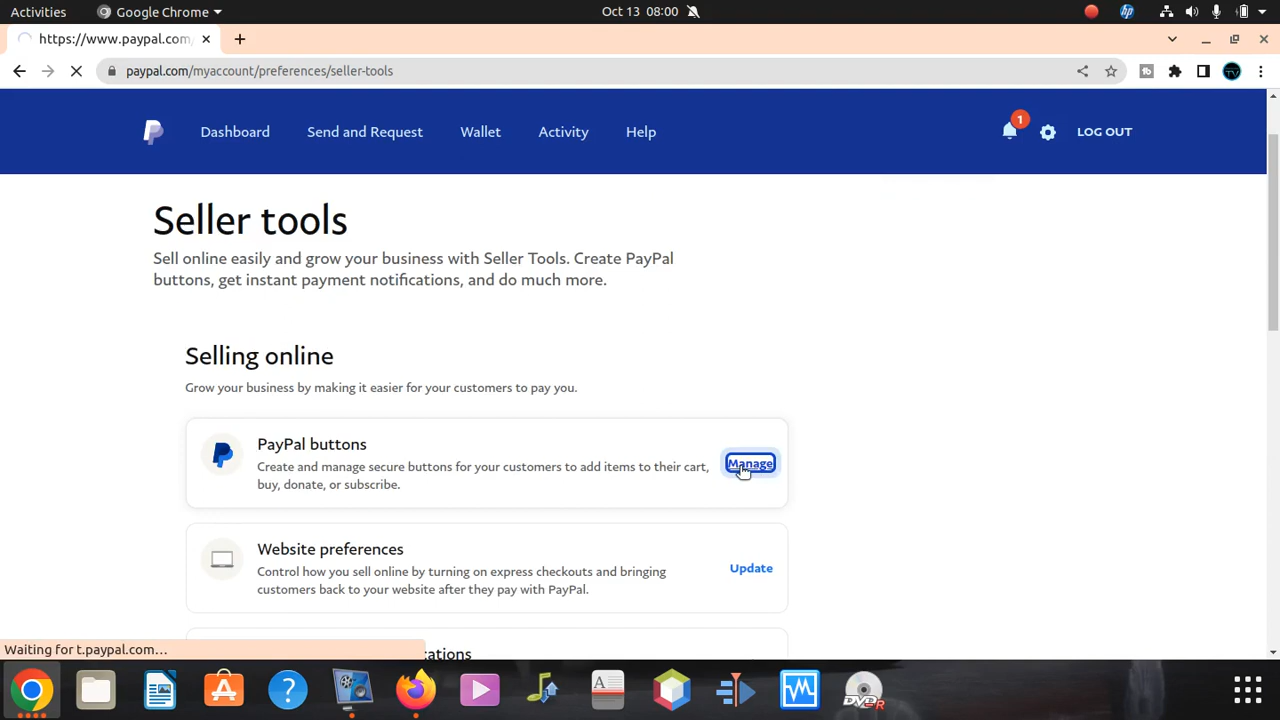 Activities Google Chrome Oct 13 08:00
https://www.paypal.com/
paypal.com/myaccount/preferences/seller-tools
Dashboard Send and Request Wallet Activity Help 1 LOG OUT
Seller tools
Sell online easily and grow your business with Seller Tools. Create PayPal
buttons, get instant payment notifications, and do much more.
Selling online
Grow your business by making it easier for your customers to pay you.
PayPal buttons
Create and manage secure buttons for your customers to add items to their cart,
buy, donate, or subscribe.
Manage
Website preferences
Control how you sell online by turning on express checkouts and bringing
customers back to your website after they pay with PayPal.
Update
Waiting for t.paypal.com…